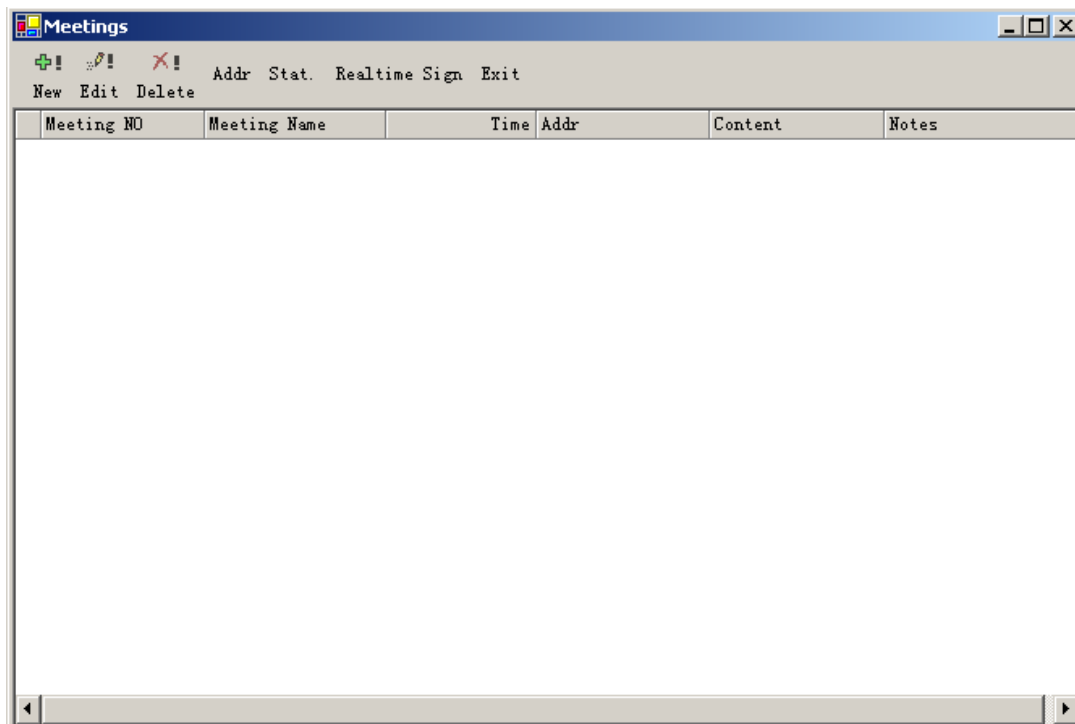 Meetings
New Edit Delete Addr Stat. Realtime Sign Exit
Meeting NO Meeting Name Time Addr Content Notes